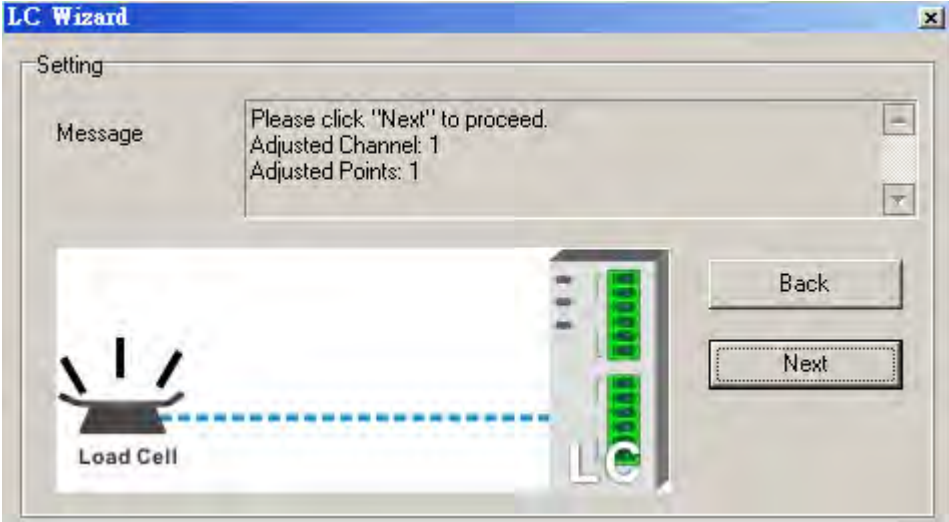 LC Wizard
Setting
Message
Please click "Next" to proceed.
Adjusted Channel: 1
Adjusted Points: 1
Back
Next
Load Cell
LC